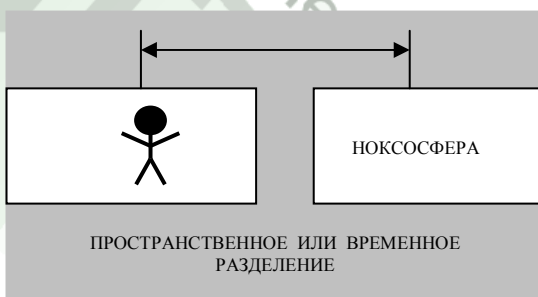 НОКСОСФЕРА
ПРОСТРАНСТВЕННОЕ ИЛИ ВРЕМЕННОЕ
РАЗДЕЛЕНИЕ